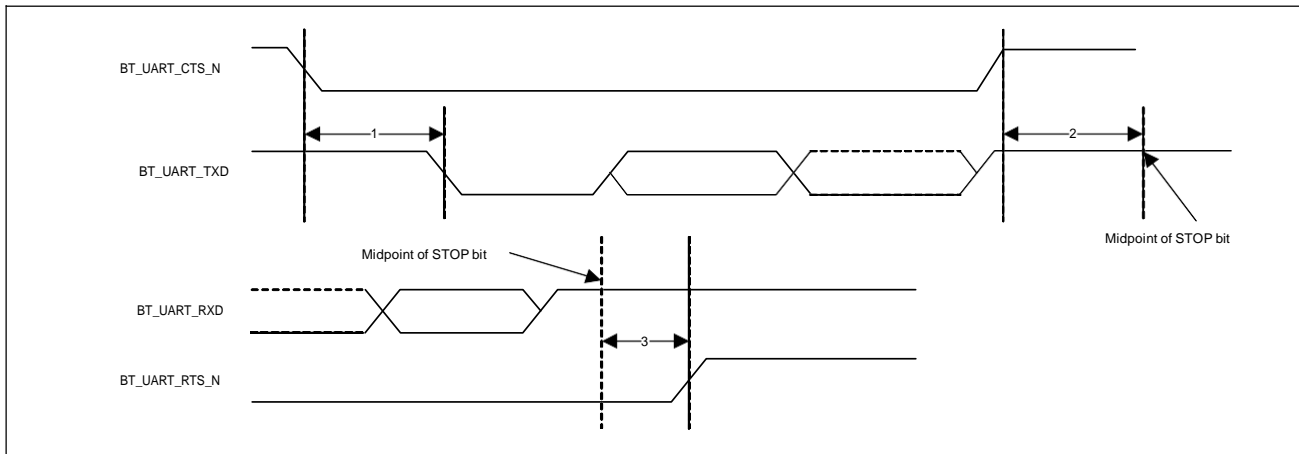 BT_UART_CTS_N
1
2
BT_UART_TXD
Midpoint of STOP bit
Midpoint of STOP bit
BT_UART_RXD
3
BT_UART_RTS_N